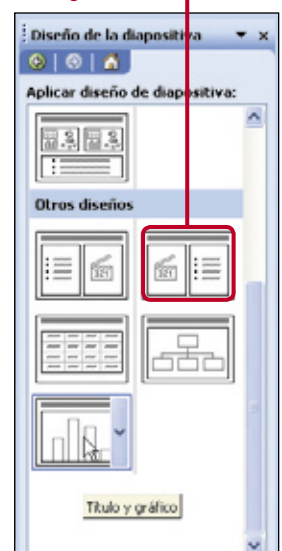 Diseño de la diapositiva
Aplicar diseño de diapositiva:
Otros diseños
Título y gráfico